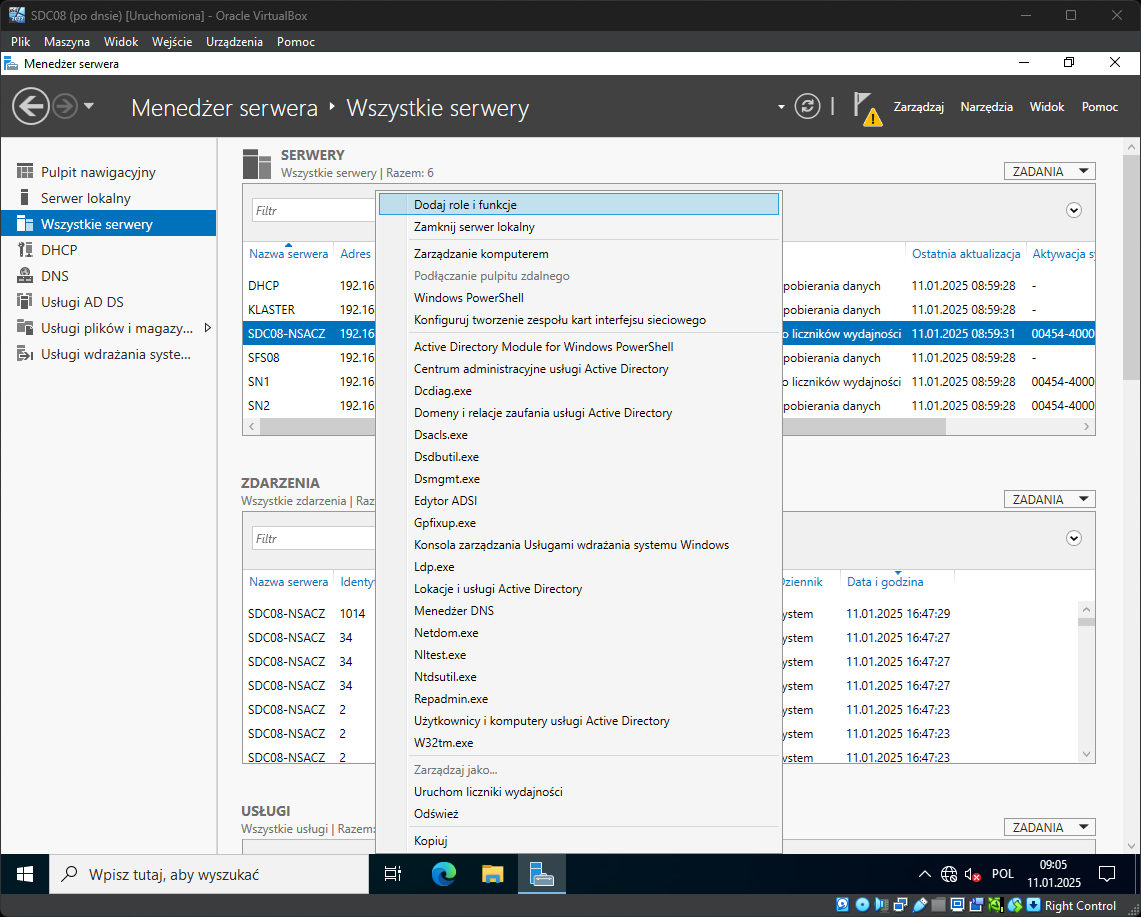 SDC08 (po dnsie) [Uruchomiona] - Oracle VirtualBox
Plik Maszyna Widok Wejście Urządzenia Pomoc
Menedżer serwera
Menedżer serwera Wszystkie serwery
Zarządzaj Narzędzia Widok Pomoc
Pulpit nawigacyjny
Serwer lokalny
Wszystkie serwery
DHCP
DNS
Usługi AD DS
Usługi plików i magazy...
Usługi wdrażania syste...
SERWERY
Wszystkie serwery | Razem: 6
ZADANIA
Filtr
Nazwa serwera Adres Ostatnia aktualizacja Aktywacja sy
DHCP 192.16 pobierania danych 11.01.2025 08:59:28 -
KLASTER 192.16 pobierania danych 11.01.2025 08:59:28 -
SDC08-NSACZ 192.16 o liczników wydajności 11.01.2025 08:59:31 00454-4000
SFS08 192.16 pobierania danych 11.01.2025 08:59:28 -
SN1 192.16 o liczników wydajności 11.01.2025 08:59:28 00454-4000
SN2 192.16 pobierania danych 11.01.2025 08:59:28 00454-4000
Dodaj role i funkcje
Zamknij serwer lokalny
Zarządzanie komputerem
Podłączanie pulpitu zdalnego
Windows PowerShell
Konfiguruj tworzenie zespołu kart interfejsu sieciowego
Active Directory Module for Windows PowerShell
Centrum administracyjne usługi Active Directory
Dcdiag.exe
Domeny i relacje zaufania usługi Active Directory
Dsacls.exe
Dsdbutil.exe
Dsmgmt.exe
Edytor ADSI
Gpfixup.exe
Konsola zarządzania Usługami wdrażania systemu Windows
Ldp.exe
Lokacje i usługi Active Directory
Menedżer DNS
Netdom.exe
Nltest.exe
Ntdsutil.exe
Repadmin.exe
Użytkownicy i komputery usługi Active Directory
W32tm.exe
Zarządzaj jako...
Uruchom liczniki wydajności
Odśwież
Kopiuj
ZDARZENIA
Wszystkie zdarzenia | Raz
ZADANIA
Filtr
Nazwa serwera Identy Dziennik Data i godzina
SDC08-NSACZ 1014 ystem 11.01.2025 16:47:29
SDC08-NSACZ 34 ystem 11.01.2025 16:47:27
SDC08-NSACZ 34 ystem 11.01.2025 16:47:27
SDC08-NSACZ 34 ystem 11.01.2025 16:47:27
SDC08-NSACZ 2 ystem 11.01.2025 16:47:23
SDC08-NSACZ 2 ystem 11.01.2025 16:47:23
SDC08-NSACZ 2 ystem 11.01.2025 16:47:23
USŁUGI
Wszystkie usługi | Razem:
ZADANIA
Wpisz tutaj, aby wyszukać
POL
09:05
11.01.2025
Right Control